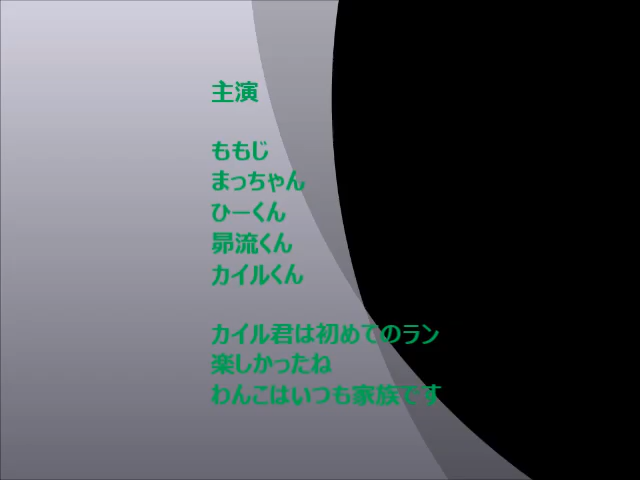 主演
ももじ
まっちゃん
ひーくん
昴流くん
カイルくん
カイル君は初めてのラン
楽しかったね
わんこはいつも家族です